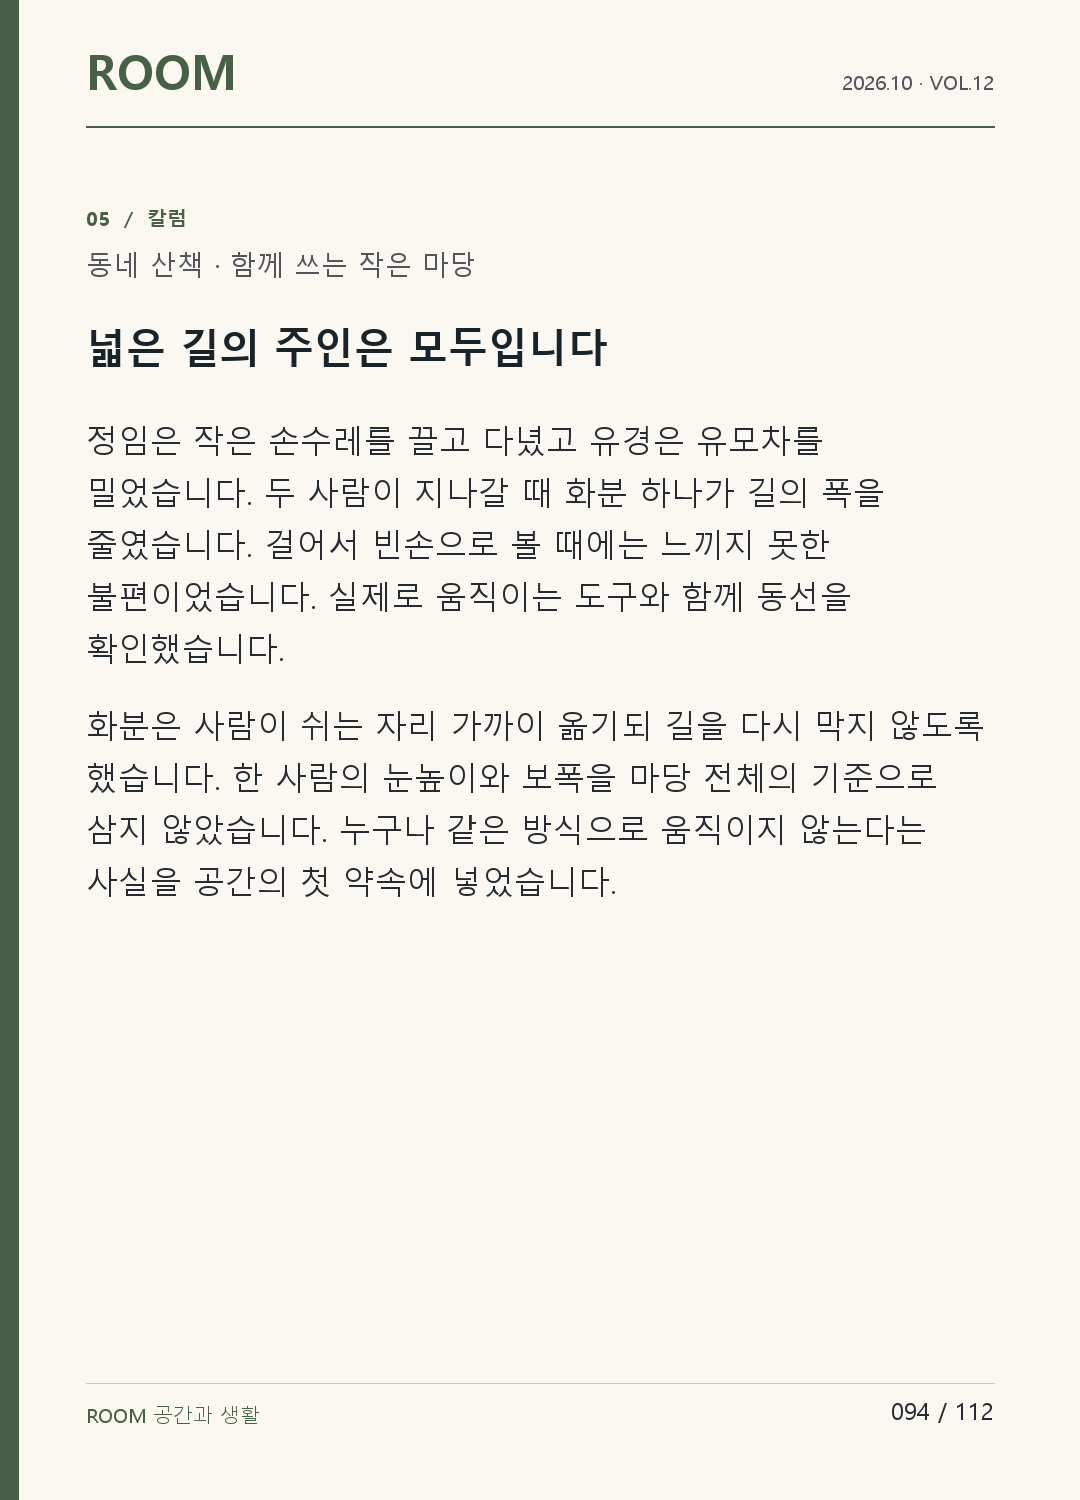 ROOM
2026.10 · VOL.12
05 / 칼럼
동네 산책 · 함께 쓰는 작은 마당
넓은 길의 주인은 모두입니다
정임은 작은 손수레를 끌고 다녔고 유경은 유모차를
밀었습니다. 두 사람이 지나갈 때 화분 하나가 길의 폭을
줄였습니다. 걸어서 빈손으로 볼 때에는 느끼지 못한
불편이었습니다. 실제로 움직이는 도구와 함께 동선을
확인했습니다.
화분은 사람이 쉬는 자리 가까이 옮기되 길을 다시 막지 않도록
했습니다. 한 사람의 눈높이와 보폭을 마당 전체의 기준으로
삼지 않았습니다. 누구나 같은 방식으로 움직이지 않는다는
사실을 공간의 첫 약속에 넣었습니다.
ROOM 공간과 생활
094 / 112